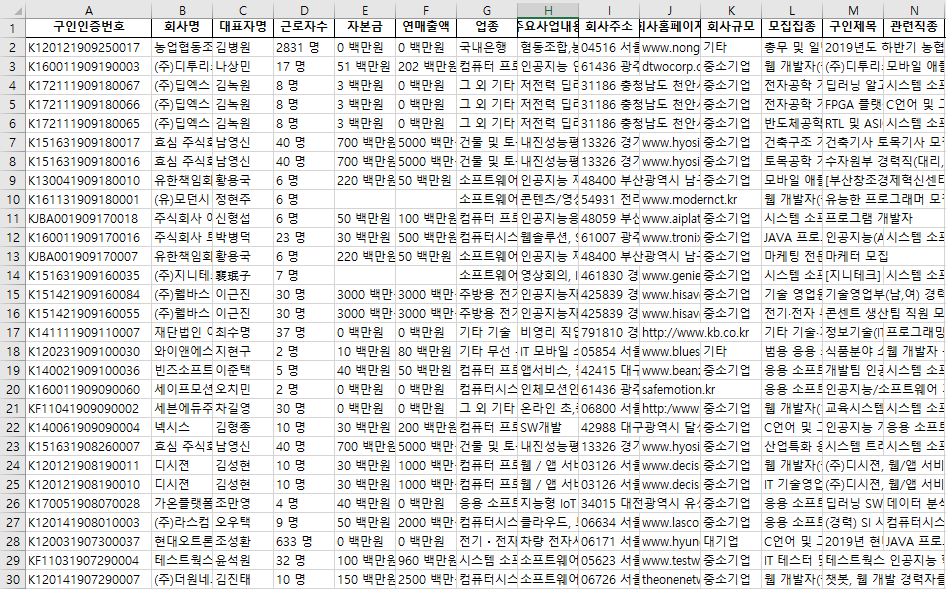 A B C D E F G H I J K L M N
1 구인인증번호 회사명 대표자명 근로자수 자본금 연매출액 업종 주요사업내용 회사주소 회사홈페이지 회사규모 모집집종 구인제목 관련직종
2 K120121909250017 농업협동조 김병원 2831 명 0 백만원 0 백만원 국내은행 협동조합,농 04516 서울 www.nong 기타 총무 및 일 2019년도 하반기 농협
3 K160011909190003 (주)디투리 나상민 17 명 51 백만원 202 백만원 컴퓨터 프로 인공지능 61436 광주 dtwocorp.c 중소기업 웹 개발자( (주)디투리 모바일 애플
4 K172111909180067 (주)딥엑스 김녹원 8 명 3 백만원 0 백만원 그 외 기타 저전력 딥러 31186 충청남도 천안시 중소기업 전자공학 기 딥러닝 알고 시스템 소프
5 K172111909180066 (주)딥엑스 김녹원 8 명 3 백만원 0 백만원 그 외 기타 저전력 딥러 31186 충청남도 천안시 중소기업 전자공학 기 FPGA 플랫 C언어 및 그
6 K172111909180065 (주)딥엑스 김녹원 8 명 3 백만원 0 백만원 그 외 기타 저전력 딥러 31186 충청남도 천안시 중소기업 반도체공학 RTL 및 ASI 시스템 소프
7 K151631909180017 효심 주식회 남영신 40 명 700 백만원 5000 백만 건물 및 토 내진성능평 13326 경기 www.hyosi 중소기업 건축구조 기 건축기사 토목기사 모
8 K151631909180016 효심 주식회 남영신 40 명 700 백만원 5000 백만 건물 및 토 내진성능평 13326 경기 www.hyosi 중소기업 토목공학 기 수자원부 경력직(대리,
9 K130041909180010 유한책임회 황용국 6 명 220 백만원 50 백만원 소프트웨어 인공지능 지 48400 부산광역시 남구 중소기업 모바일 애플 [부산창조경제혁신센터
10 K161131909180001 (유)모던시 정현주 6 명 소프트웨어 콘텐츠/영상 54931 전라 www.modernct.kr 웹 개발자( 유능한 프로그래머 모
11 KJBA001909170018 주식회사 신형섭 6 명 50 백만원 100 백만원 컴퓨터 프로 인공지능응 48059 부산 www.aiplat 중소기업 시스템 소프 프로그램 개발자
12 K160011909170016 주식회사 박병덕 23 명 30 백만원 500 백만원 컴퓨터시스 웹솔루션, 61007 광주 www.tronix 중소기업 JAVA 프로 인공지능(A 시스템 소프
13 KJBA001909170007 유한책임회 황용국 6 명 220 백만원 50 백만원 소프트웨어 인공지능 지 48400 부산광역시 남구 중소기업 마케팅 전문 마케터 모집
14 K151631909160035 (주)지니테 裵珉子 7 명 소프트웨어 영상회의, 461830 경 www.genie 중소기업 시스템 소프 [지니테크] 시스템 소프
15 K151421909160084 (주)웰바스 이근진 30 명 3000 백만 3000 백만 주방용 전기 인공지능자 425839 경 www.hisav 중소기업 기술 영업원 기술영업부(남,여) 경력
16 K151421909160055 (주)웰바스 이근진 30 명 3000 백만 3000 백만 주방용 전기 인공지능자 425839 경 www.hisav 중소기업 전기·전자 콘센트 생산팀 직원 모
17 K141111909110007 재단법인 최수명 37 명 0 백만원 0 백만원 기타 기술 비영리 직업 791810 경 http://www.kb.co.kr 기타 기술· 정보기술(IT 프로그램밍
18 K120231909100030 와이앤에스 지현구 2 명 10 백만원 80 백만원 기타 무선 IT 모바일 05854 서울 www.blues 기타 범용 응용 식품분야 웹 개발자
19 K140021909100036 빈즈소프트 이준택 5 명 40 백만원 50 백만원 컴퓨터 프로 앱서비스, 42415 대구 www.beanz 중소기업 응용 소프트 개발팀 인공 시스템 소프
20 K160011909090060 세이프모션 오치민 2 명 0 백만원 0 백만원 컴퓨터시스 인체모션인 61436 광주 safemotion.kr 응용 소프트 인공지능/소프트웨어
21 KF11041909090002 세븐에듀주 차길영 30 명 0 백만원 0 백만원 그 외 기타 온라인 초, 06800 서울 http:/www 중소기업 웹 개발자( 교육시스템 시스템 소프
22 K140061909090004 넥시스 김형종 10 명 30 백만원 200 백만원 컴퓨터 프로 SW개발 42988 대구광역시 달 중소기업 C언어 및 그 인공지능 응용 소프트
23 K151631908260007 효심 주식회 남영신 40 명 700 백만원 5000 백만 건물 및 토 내진성능평 13326 경기 www.hyosi 중소기업 산업특화 시스템 트러 시스템 소프
24 K120121908190011 디시젼 김성현 10 명 30 백만원 1000 백만 컴퓨터 프로 웹 / 앱 서비 03126 서울 www.decis 중소기업 웹 개발자( (주)디시젼, 웹/앱 서비
25 K120121908190010 디시젼 김성현 10 명 30 백만원 1000 백만 컴퓨터 프로 웹 / 앱 서비 03126 서울 www.decis 중소기업 IT 기술영업 (주)디시젼, 웹/앱 서비
26 K170051908070028 가온플랫폼 조만영 4 명 40 백만원 0 백만원 응용 소프트 지능형 IoT 34015 대전광역시 유성 중소기업 응용 소프트 딥러닝 SW 데이터 분석
27 K120141908010003 (주)라스컴 오우택 9 명 50 백만원 2000 백만 컴퓨터시스 클라우드, 06634 서울 www.lasco 중소기업 응용 소프트 (경력) SI 시 컴퓨터시스
28 K120031907300037 현대오트론 조성환 633 명 0 백만원 0 백만원 전기·전자 차량 전자시 06171 서울 www.hyun 대기업 C언어 및 그 2019년 현 JAVA 프로
29 KF11031907290004 테스트웍스 윤석원 32 명 100 백만원 960 백만원 시스템 소프 소프트웨어 05623 서울 www.testw 중소기업 IT 테스터 및 테스트웍스 인공지능
30 K120141907290007 (주)더원네 김진태 10 명 150 백만원 2500 백만 컴퓨터시스 소프트웨어 06726 서울 theonenetw 중소기업 웹 개발자( 챗봇, 웹 개발 경력자를